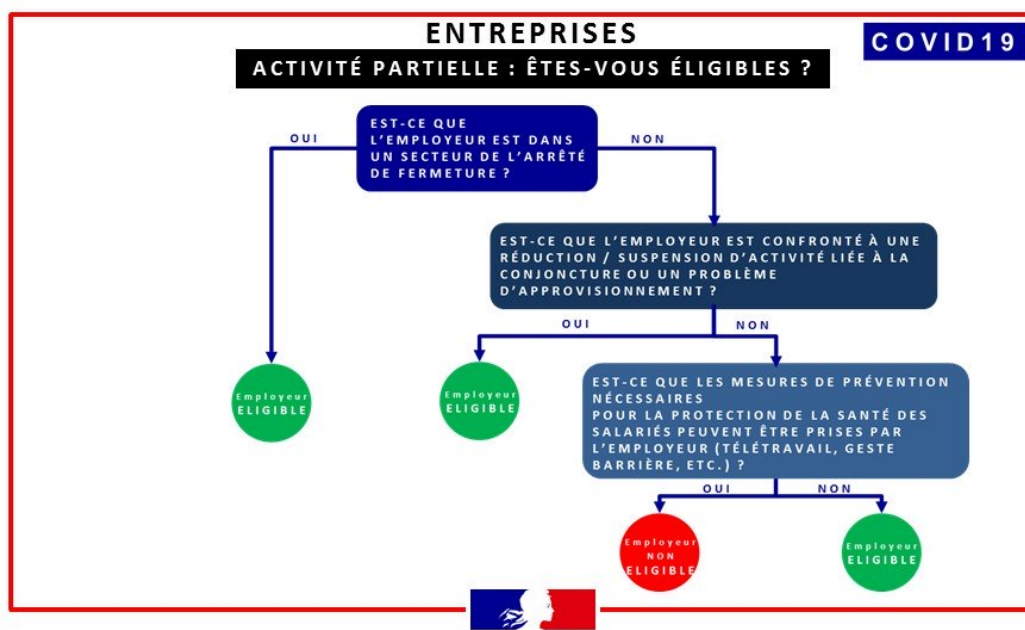 ENTREPRISES
COVID19
ACTIVITÉ PARTIELLE : ÊTES-VOUS ÉLIGIBLES ?
EST-CE QUE
L'EMPLOYEUR EST DANS
UN SECTEUR DE L'ARRÊTÉ
DE FERMETURE ?
OUI
NON
EST-CE QUE L'EMPLOYEUR EST CONFRONTÉ À UNE
RÉDUCTION / SUSPENSION D'ACTIVITÉ LIÉE À LA
CONJONCTURE OU UN PROBLÈME
D'APPROVISIONNEMENT ?
OUI
NON
Employeur
ELIGIBLE
Employeur
ELIGIBLE
EST-CE QUE LES MESURES DE PRÉVENTION
NÉCESSAIRES
POUR LA PROTECTION DE LA SANTÉ DES
SALARIÉS PEUVENT ÊTRE PRISES PAR
L'EMPLOYEUR (TÉLÉTRAVAIL, GESTE
BARRIÈRE, ETC.) ?
OUI
NON
Employeur
NON
ELIGIBLE
Employeur
ELIGIBLE